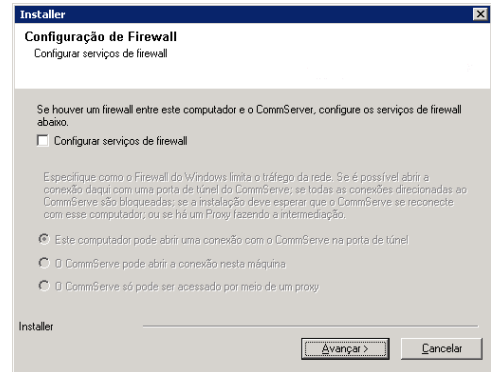 Installer
Configuração de Firewall
Configurar serviços de firewall
Se houver um firewall entre este computador e o CommServer, configure os serviços de firewall
abaixo.
Configurar serviços de firewall
Especifique como o Firewall do Windows limita o tráfego da rede. Se é possível abrir a
conexão daqui com uma porta de túnel do CommServe; se todas as conexões direcionadas ao
CommServe são bloqueadas; se a instalação deve esperar que o CommServe se reconecte
com esse computador; ou se há um Proxy fazendo a intermediação.
Este computador pode abrir uma conexão com o CommServe na porta de túnel
O CommServe pode abrir a conexão nesta máquina
O CommServe só pode ser acessado por meio de um proxy
Installer
Avançar >
Cancelar